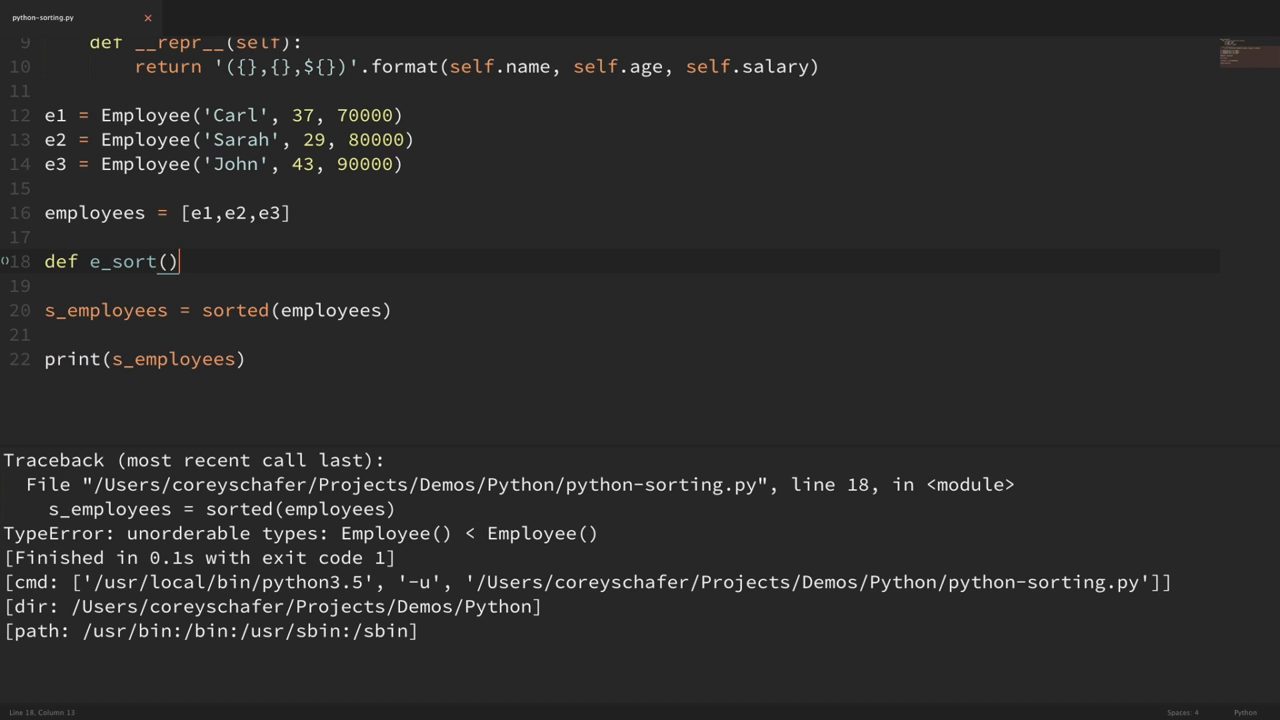 python-sorting.py ×
9     def __repr__(self):
10         return '({},{},${})'.format(self.name, self.age, self.salary)
11
12 e1 = Employee('Carl', 37, 70000)
13 e2 = Employee('Sarah', 29, 80000)
14 e3 = Employee('John', 43, 90000)
15
16 employees = [e1,e2,e3]
17
()18 def e_sort()
19
20 s_employees = sorted(employees)
21
22 print(s_employees)
Traceback (most recent call last):
  File "/Users/coreyschafer/Projects/Demos/Python/python-sorting.py", line 18, in <module>
    s_employees = sorted(employees)
TypeError: unorderable types: Employee() < Employee()
[Finished in 0.1s with exit code 1]
[cmd: ['/usr/local/bin/python3.5', '-u', '/Users/coreyschafer/Projects/Demos/Python/python-sorting.py']]
[dir: /Users/coreyschafer/Projects/Demos/Python]
[path: /usr/bin:/bin:/usr/sbin:/sbin]
Line 18, Column 13 Spaces: 4 Python